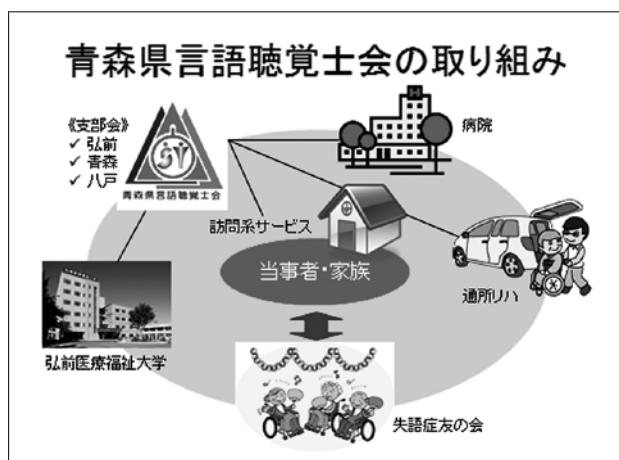 青森県言語聴覚士会の取り組み
《支部会》
✓ 弘前
✓ 青森
✓ 八戸
青森県言語聴覚士会
病院
訪問系サービス
当事者・家族
通所リハ
弘前医療福祉大学
失語症友の会